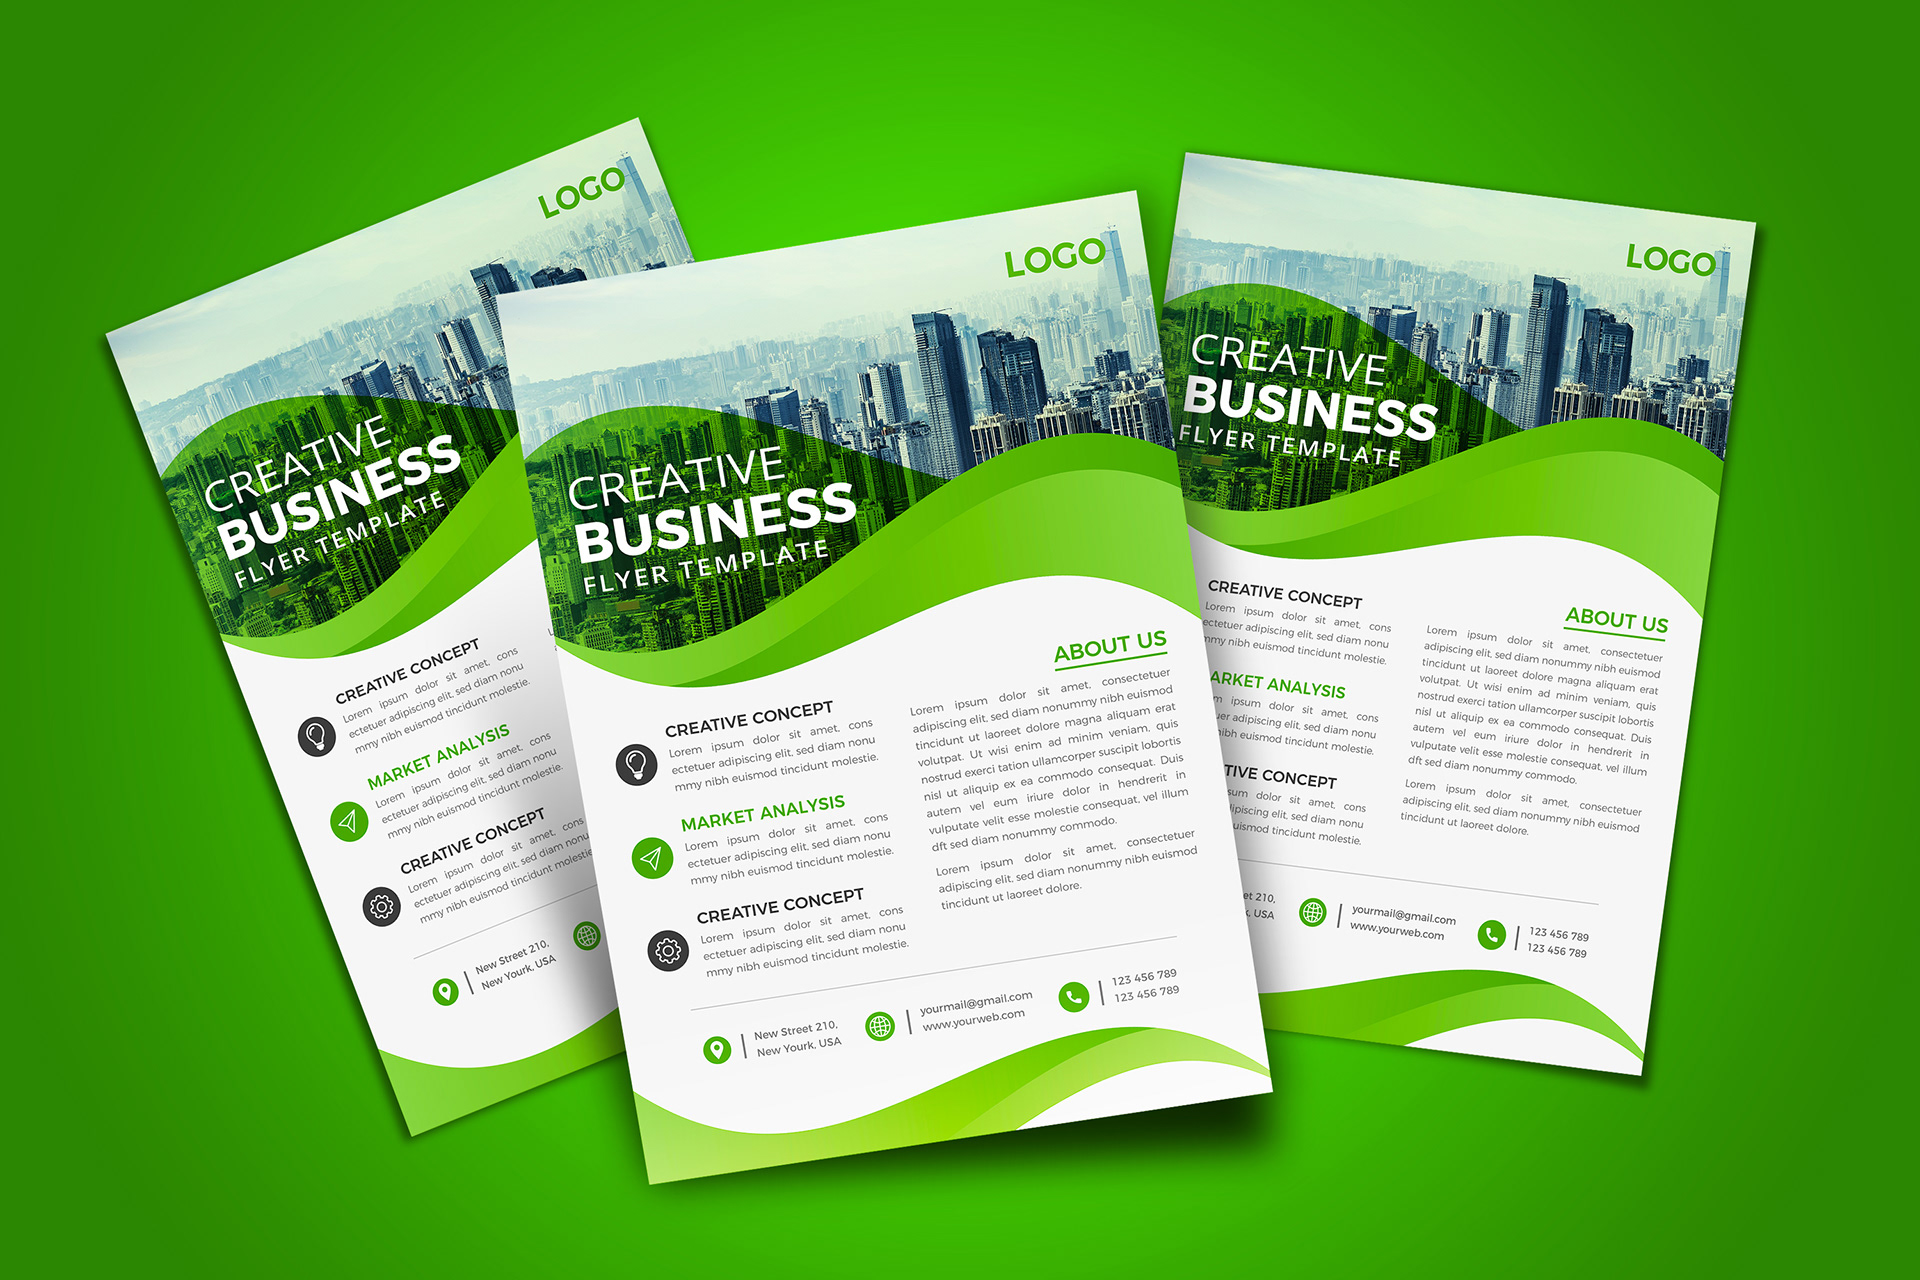 LOGO
CREATIVE
BUSINESS
FLYER TEMPLATE
CREATIVE CONCEPT
Lorem ipsum dolor sit amet, cons
ectetuer adipiscing elit, sed diam nonu
mmy nibh euismod tincidunt molestie.
MARKET ANALYSIS
Lorem ipsum dolor sit amet, cons
ectetuer adipiscing elit, sed diam nonu
mmy nibh euismod tincidunt molestie.
CREATIVE CONCEPT
Lorem ipsum dolor sit amet, cons
ectetuer adipiscing elit, sed diam nonu
mmy nibh euismod tincidunt molestie
New Street 210,
New Yourk, USA
LOGO
CREATIVE
BUSINESS
FLYER TEMPLATE
CREATIVE CONCEPT
Lorem ipsum dolor sit amet, cons
ectetuer adipiscing elit, sed diam nonu
mmy nibh euismod tincidunt molestie.
MARKET ANALYSIS
Lorem ipsum dolor sit amet, cons
ectetuer adipiscing elit, sed diam nonu
mmy nibh euismod tincidunt molestie.
CREATIVE CONCEPT
Lorem ipsum dolor sit amet, cons
ectetuer adipiscing elit, sed diam nonu
mmy nibh euismod tincidunt molestie.
ABOUT US
Lorem ipsum dolor sit amet, consectetuer
adipiscing elit, sed diam nonummy nibh euismod
tincidunt ut laoreet dolore magna aliquam erat
volutpat. Ut wisi enim ad minim veniam, quis
nostrud exerci tation ullamcorper suscipit lobortis
nisl ut aliquip ex ea commodo consequat. Duis
autem vel eum iriure dolor in hendrerit in
vulputate velit esse molestie consequat, vel illum
dft sed diam nonummy commodo.
Lorem ipsum dolor sit amet, consectetuer
adipiscing elit, sed diam nonummy nibh euismod
tincidunt ut laoreet dolore.
New Street 210,
New Yourk, USA
yourmail@gmail.com
www.yourweb.com
123 456 789
123 456 789
LOGO
CREATIVE
BUSINESS
FLYER TEMPLATE
CREATIVE CONCEPT
Lorem ipsum dolor sit amet, cons
ectetuer adipiscing elit, sed diam nonu
mmy nibh euismod tincidunt molestie.
ARKET ANALYSIS
m ipsum dolor sit amet, cons
uer adipiscing elit, sed diam nonu
nibh euismod tincidunt molestie.
TIVE CONCEPT
sum dolor sit amet, cons
ipiscing elit, sed diam nonu
uismod tincidunt molestie.
ABOUT US
Lorem ipsum dolor sit amet, consectetuer
adipiscing elit, sed diam nonummy nibh euismod
tincidunt ut laoreet dolore magna aliquam erat
volutpat. Ut wisi enim ad minim veniam, quis
nostrud exerci tation ullamcorper suscipit lobortis
nisl ut aliquip ex ea commodo consequat. Duis
autem vel eum iriure dolor in hendrerit in
vulputate velit esse molestie consequat, vel illum
dft sed diam nonummy commodo.
Lorem ipsum dolor sit amet, consectetuer
adipiscing elit, sed diam nonummy nibh euismod
tincidunt ut laoreet dolore.
et 210,
k, USA
yourmail@gmail.com
www.yourweb.com
123 456 789
123 456 789